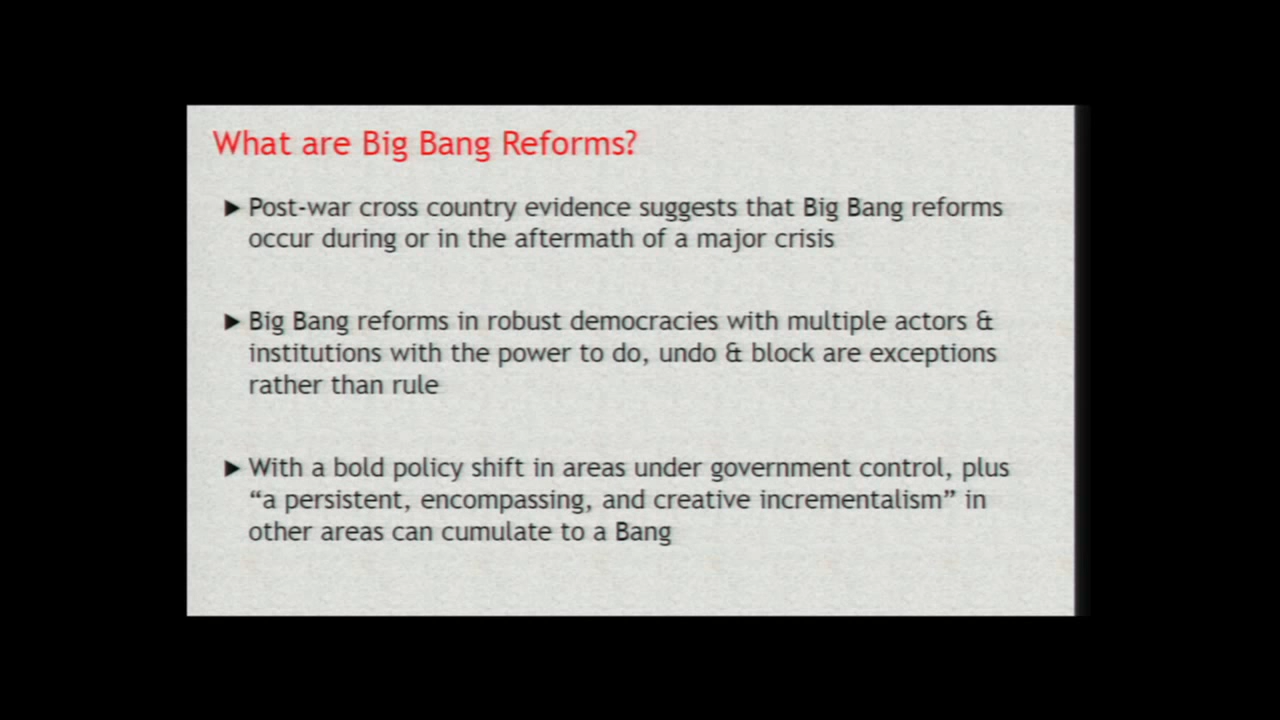 What are Big Bang Reforms?
▶ Post-war cross country evidence suggests that Big Bang reforms
occur during or in the aftermath of a major crisis
▶ Big Bang reforms in robust democracies with multiple actors &
institutions with the power to do, undo & block are exceptions
rather than rule
▶ With a bold policy shift in areas under government control, plus
“a persistent, encompassing, and creative incrementalism” in
other areas can cumulate to a Bang